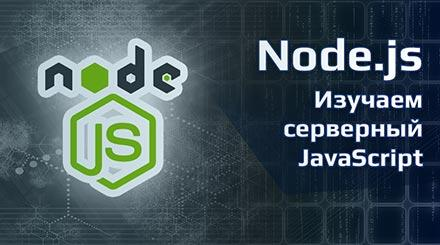 node
JS
Node.js
Изучаем
серверный
JavaScript